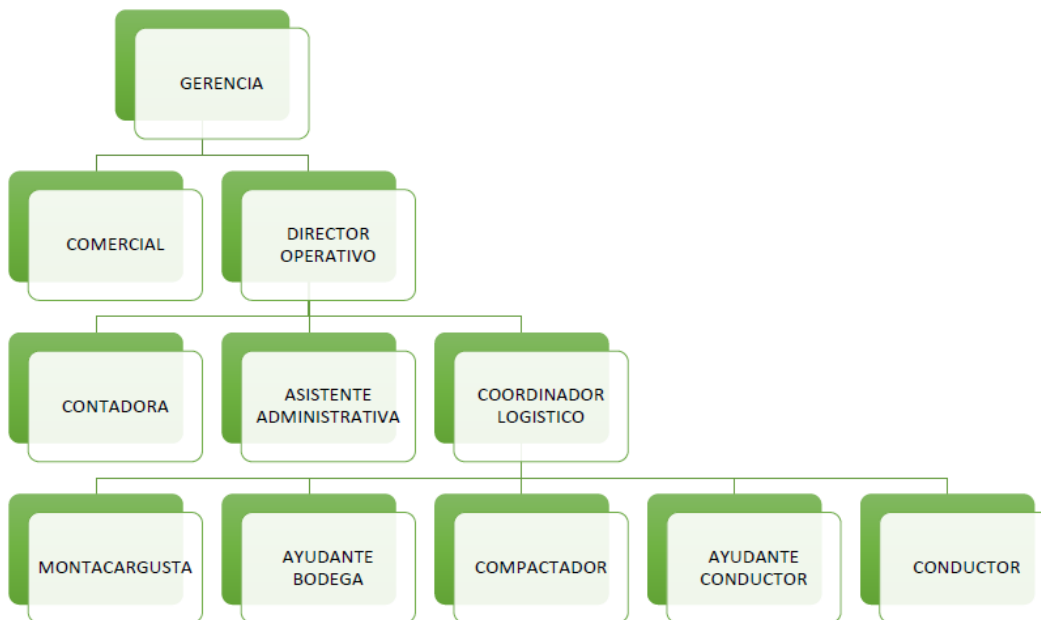 GERENCIA
COMERCIAL
DIRECTOR
OPERATIVO
CONTADORA
ASISTENTE
ADMINISTRATIVA
COORDINADOR
LOGISTICO
MONTACARGUSTA
AYUDANTE
BODEGA
COMPACTADOR
AYUDANTE
CONDUCTOR
CONDUCTOR